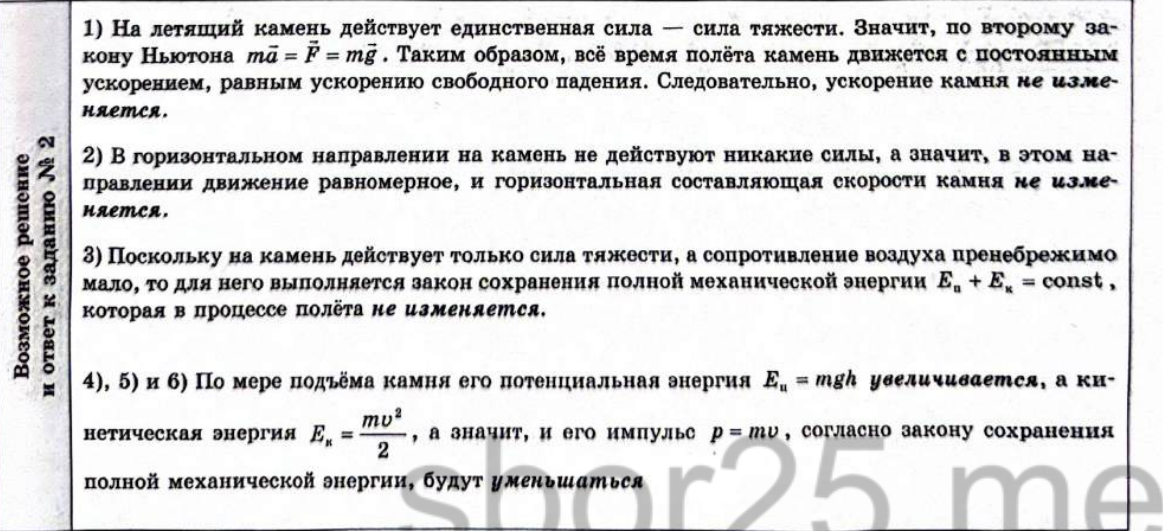 Возможное решение
и ответ к заданию № 2
1) На летящий камень действует единственная сила — сила тяжести. Значит, по второму за-
кону Ньютона ma⃗ = F⃗ = mg⃗. Таким образом, всё время полёта камень движется с постоянным
ускорением, равным ускорению свободного падения. Следовательно, ускорение камня не изме-
няется.
2) В горизонтальном направлении на камень не действуют никакие силы, а значит, в этом на-
правлении движение равномерное, и горизонтальная составляющая скорости камня не изме-
няется.
3) Поскольку на камень действует только сила тяжести, а сопротивление воздуха пренебрежимо
мало, то для него выполняется закон сохранения полной механической энергии Eп + Eк = const,
которая в процессе полёта не изменяется.
4), 5) и 6) По мере подъёма камня его потенциальная энергия Eп = mgh увеличивается, а ки-
нетическая энергия Eк = mv²/2, а значит, и его импульс p = mv, согласно закону сохранения
полной механической энергии, будут уменьшаться
sbor25.me